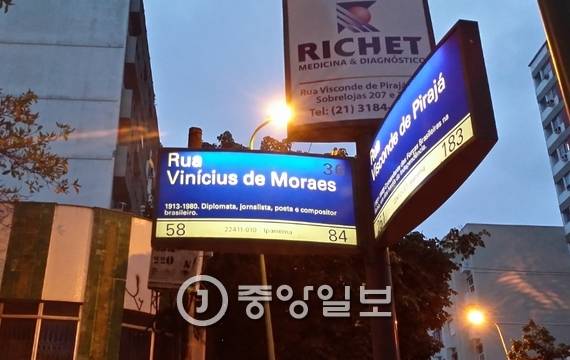 RICHET
MEDICINA & DIAGNÓSTICO
Rua Visconde de Pirajá
Sobrelojas 207 e
Tel: (21) 3184-
Rua
Vinícius de Moraes
1913-1980. Diplomata, jornalista, poeta e compositor
brasileiro.
58 22411-010 Ipanema 84
Rua
Visconde de Pirajá
183
중앙일보